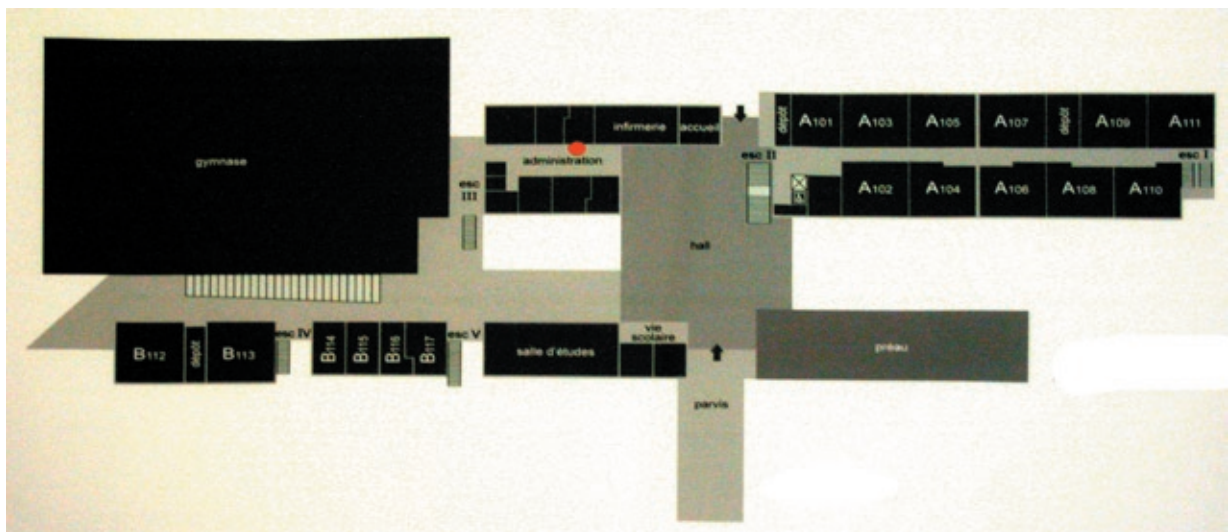 gymnase
infirmerie
accueil
administration
esc
III
esc II
esc I
hall
dépôt
A101
A103
A105
A107
dépôt
A109
A111
A102
A104
A106
A108
A110
esc IV
esc V
B112
dépôt
B113
B114
B115
B116
B117
salle d'études
vie
scolaire
préau
parvis